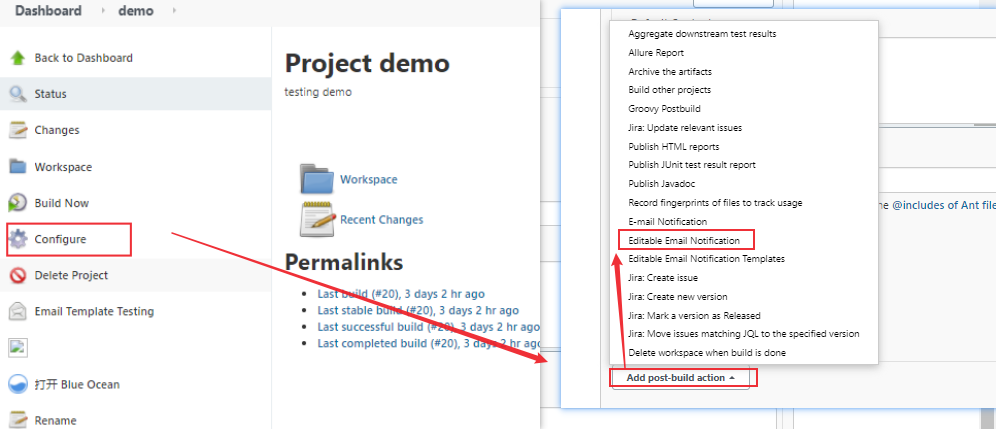 Dashboard demo
Back to Dashboard
Status
Changes
Workspace
Build Now
Configure
Delete Project
Email Template Testing
打开 Blue Ocean
Rename
Project demo
testing demo
Workspace
Recent Changes
Permalinks
Last build (#20), 3 days 2 hr ago
Last stable build (#20), 3 days 2 hr ago
Last successful build (#20), 3 days 2 hr ago
Last completed build (#20), 3 days 2 hr ago
Aggregate downstream test results
Allure Report
Archive the artifacts
Build other projects
Groovy Postbuild
Jira: Update relevant issues
Publish HTML reports
Publish JUnit test result report
Publish Javadoc
Record fingerprints of files to track usage
E-mail Notification
Editable Email Notification
Editable Email Notification Templates
Jira: Create issue
Jira: Create new version
Jira: Mark a version as Released
Jira: Move issues matching JQL to the specified version
Delete workspace when build is done
Add post-build action
@includes of Ant file